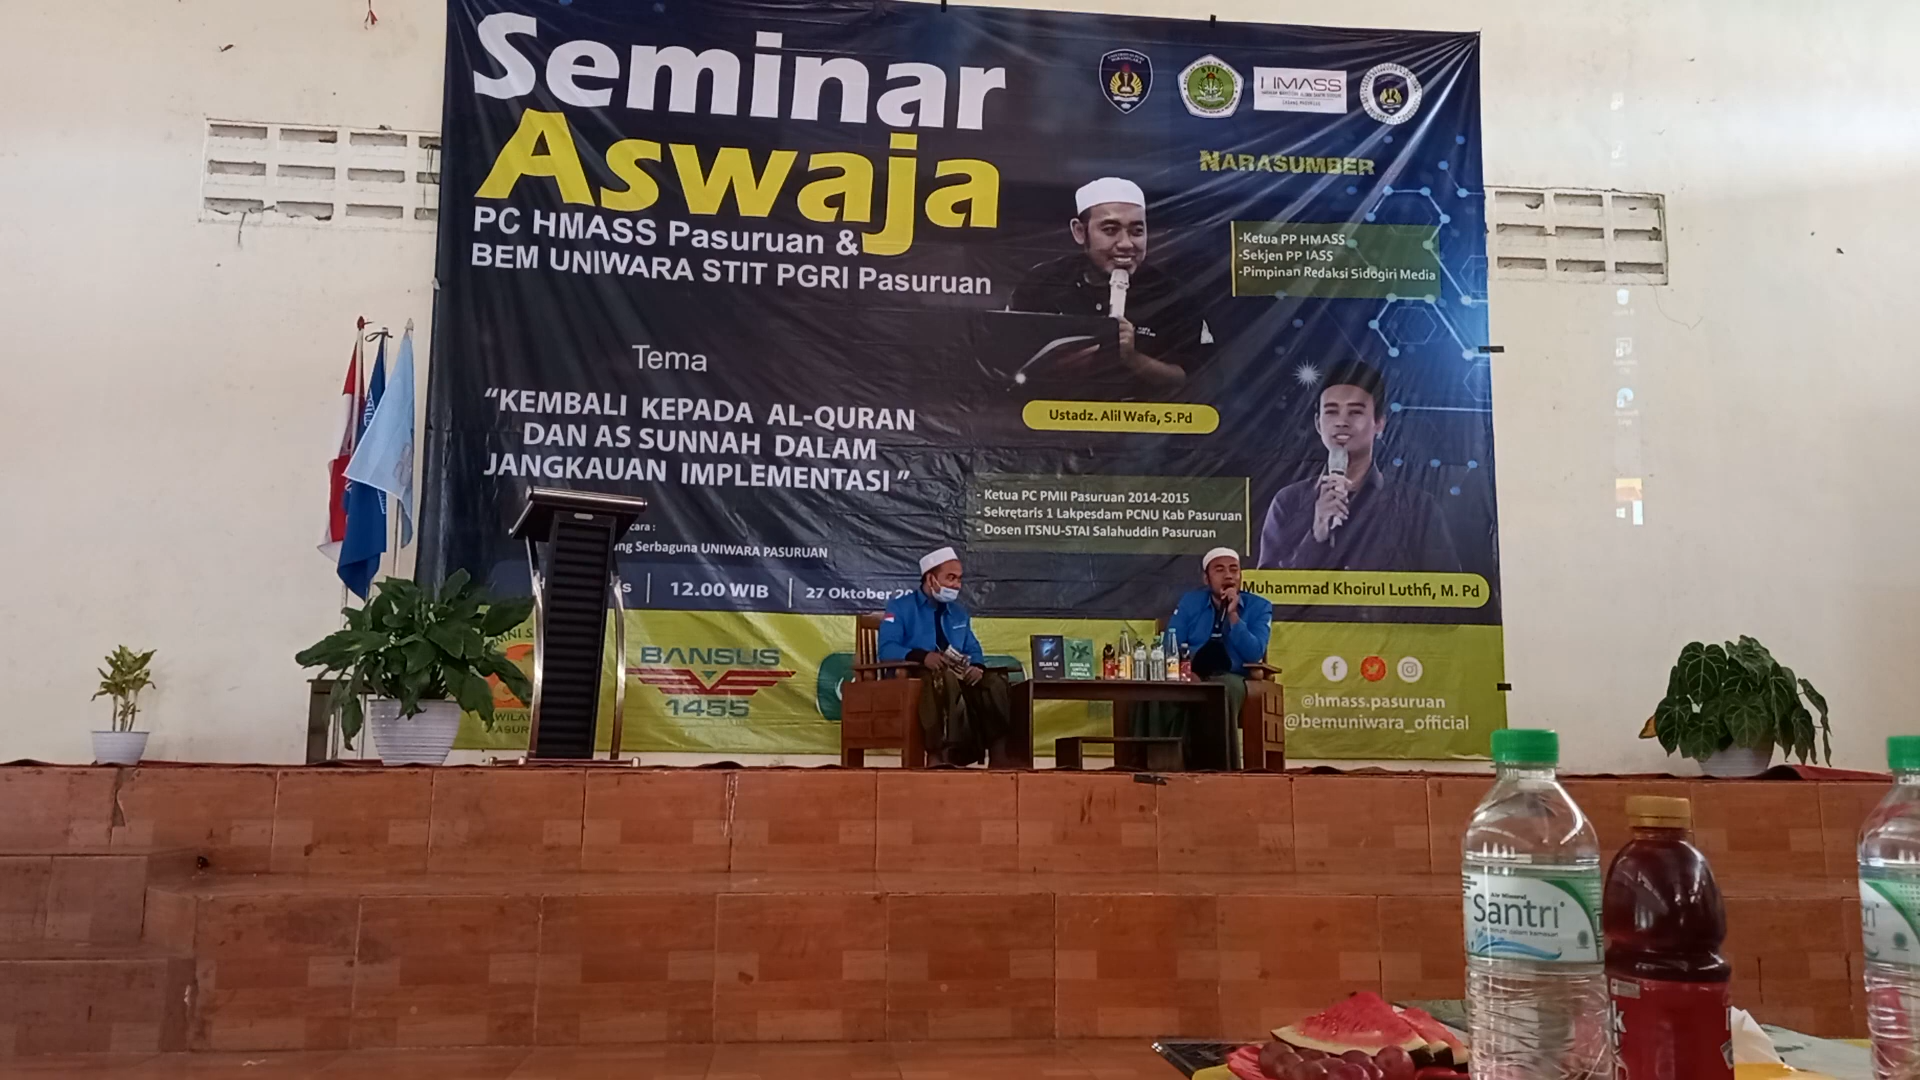 Seminar
Aswaja
PC HMASS Pasuruan &
BEM UNIWARA STIT PGRI Pasuruan
Tema
“KEMBALI KEPADA AL-QURAN
DAN AS SUNNAH DALAM
JANGKAUAN IMPLEMENTASI”
Serbaguna UNIWARA PASURUAN
12.00 WIB
27 Oktober
HMASS
NARASUMBER
-Ketua PP HMASS
-Sekjen PP IASS
-Pimpinan Redaksi Sidogiri Media
Ustadz. Alil Wafa, S.Pd
- Ketua PC PMII Pasuruan 2014-2015
- Sekretaris 1 Lakpesdam PCNU Kab Pasuruan
- Dosen ITSNU-STAI Salahuddin Pasuruan
Muhammad Khoirul Luthfi, M. Pd
BANSUS
1455
@hmass.pasuruan
@bemuniwara_official
Santri